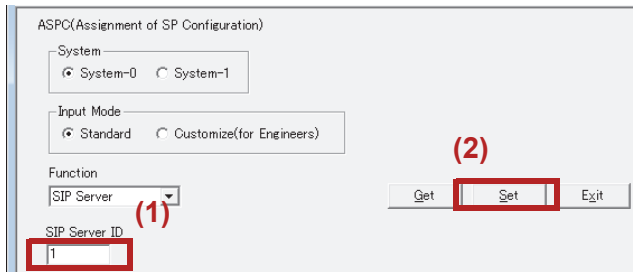 ASPC(Assignment of SP Configuration)
System
System-0 System-1
Input Mode
Standard Customize(for Engineers)
(2)
Function
SIP Server Get Set Exit
(1)
SIP Server ID
1